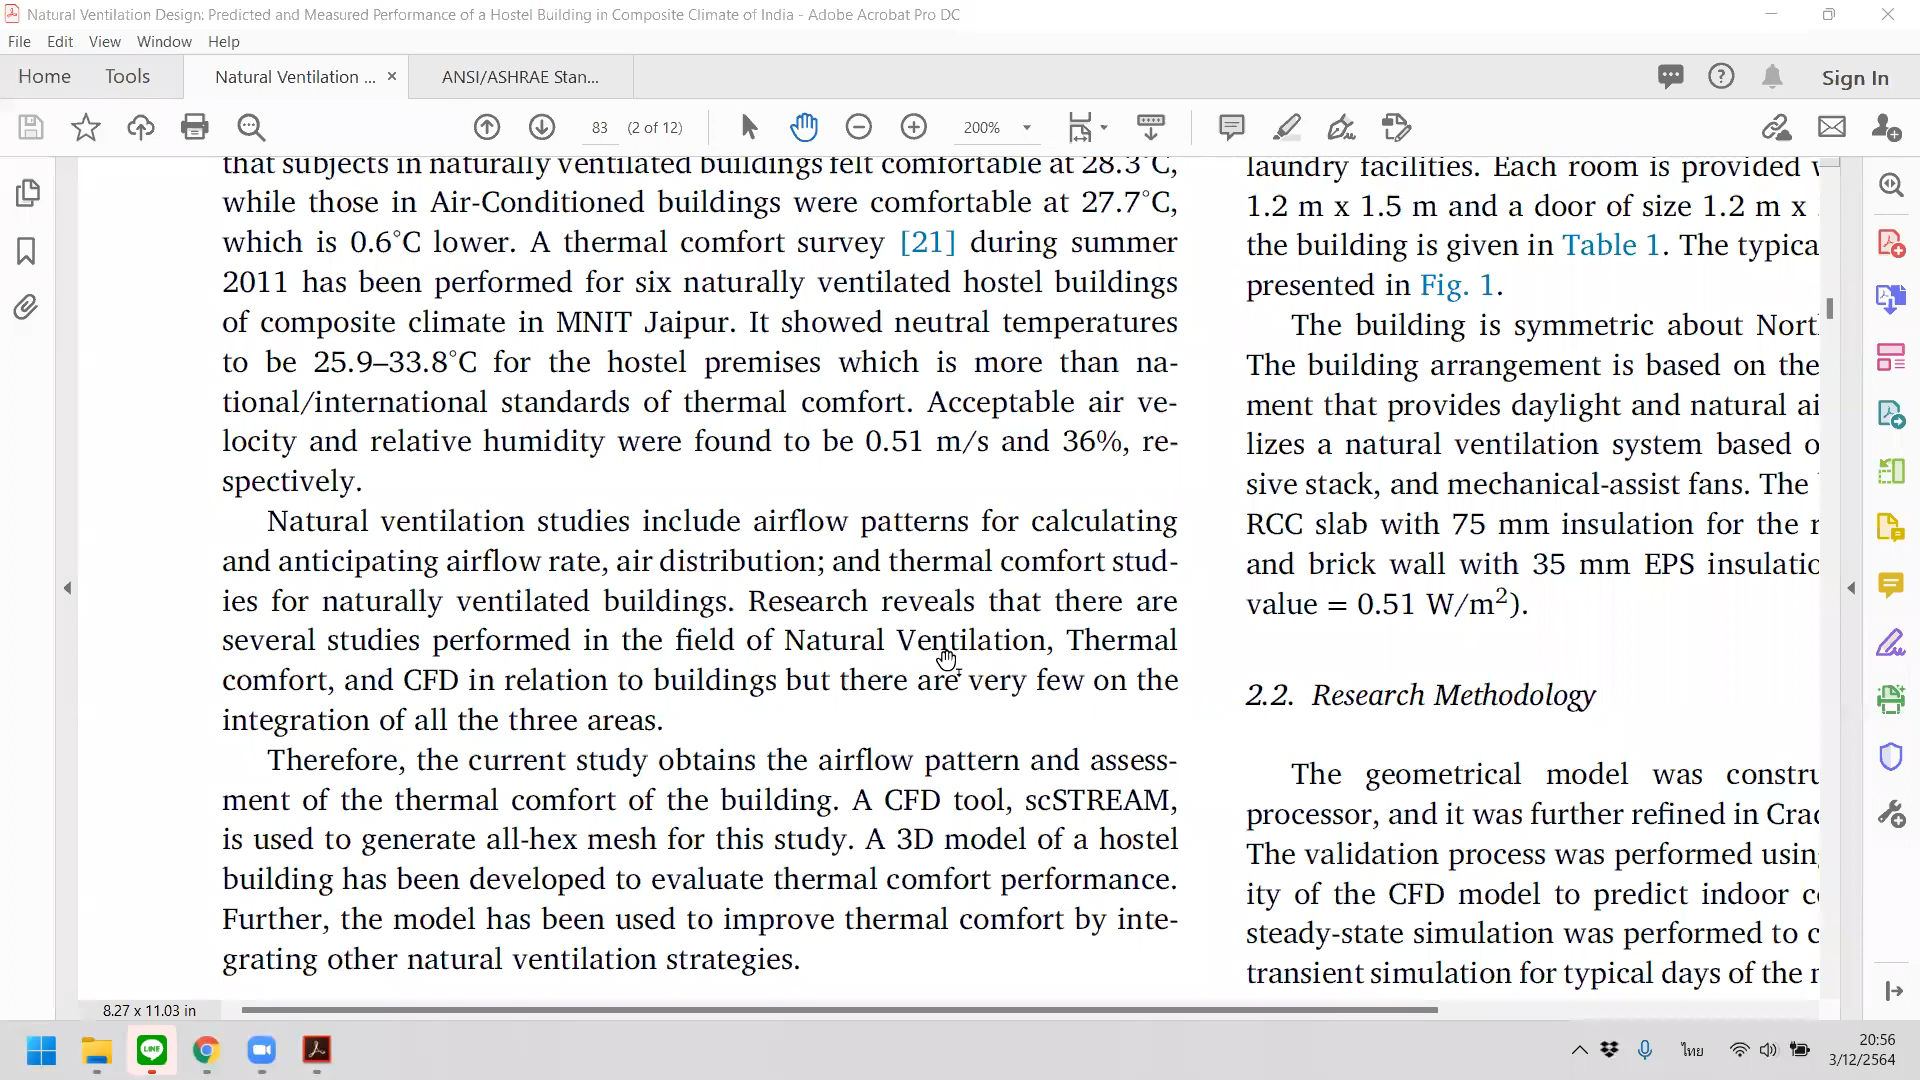 Natural Ventilation Design: Predicted and Measured Performance of a Hostel Building in Composite Climate of India - Adobe Acrobat Pro DC
File Edit View Window Help
Home Tools Natural Ventilation ... × ANSI/ASHRAE Stan... Sign In
83 (2 of 12) 200%
that subjects in naturally ventilated buildings felt comfortable at 28.3°C,
while those in Air-Conditioned buildings were comfortable at 27.7°C,
which is 0.6°C lower. A thermal comfort survey [21] during summer
2011 has been performed for six naturally ventilated hostel buildings
of composite climate in MNIT Jaipur. It showed neutral temperatures
to be 25.9–33.8°C for the hostel premises which is more than na-
tional/international standards of thermal comfort. Acceptable air ve-
locity and relative humidity were found to be 0.51 m/s and 36%, re-
spectively.
Natural ventilation studies include airflow patterns for calculating
and anticipating airflow rate, air distribution; and thermal comfort stud-
ies for naturally ventilated buildings. Research reveals that there are
several studies performed in the field of Natural Ventilation, Thermal
comfort, and CFD in relation to buildings but there are very few on the
integration of all the three areas.
Therefore, the current study obtains the airflow pattern and assess-
ment of the thermal comfort of the building. A CFD tool, scSTREAM,
is used to generate all-hex mesh for this study. A 3D model of a hostel
building has been developed to evaluate thermal comfort performance.
Further, the model has been used to improve thermal comfort by inte-
grating other natural ventilation strategies.
laundry facilities. Each room is provided
1.2 m x 1.5 m and a door of size 1.2 m x
the building is given in Table 1. The typica
presented in Fig. 1.
The building is symmetric about Nort
The building arrangement is based on the
ment that provides daylight and natural ai
lizes a natural ventilation system based o
sive stack, and mechanical-assist fans. The
RCC slab with 75 mm insulation for the r
and brick wall with 35 mm EPS insulatio
value = 0.51 W/m²).
2.2. Research Methodology
The geometrical model was constru
processor, and it was further refined in Crac
The validation process was performed usin
ity of the CFD model to predict indoor c
steady-state simulation was performed to c
transient simulation for typical days of the
8.27 x 11.03 in
LINE
ไทย
20:56
3/12/2564